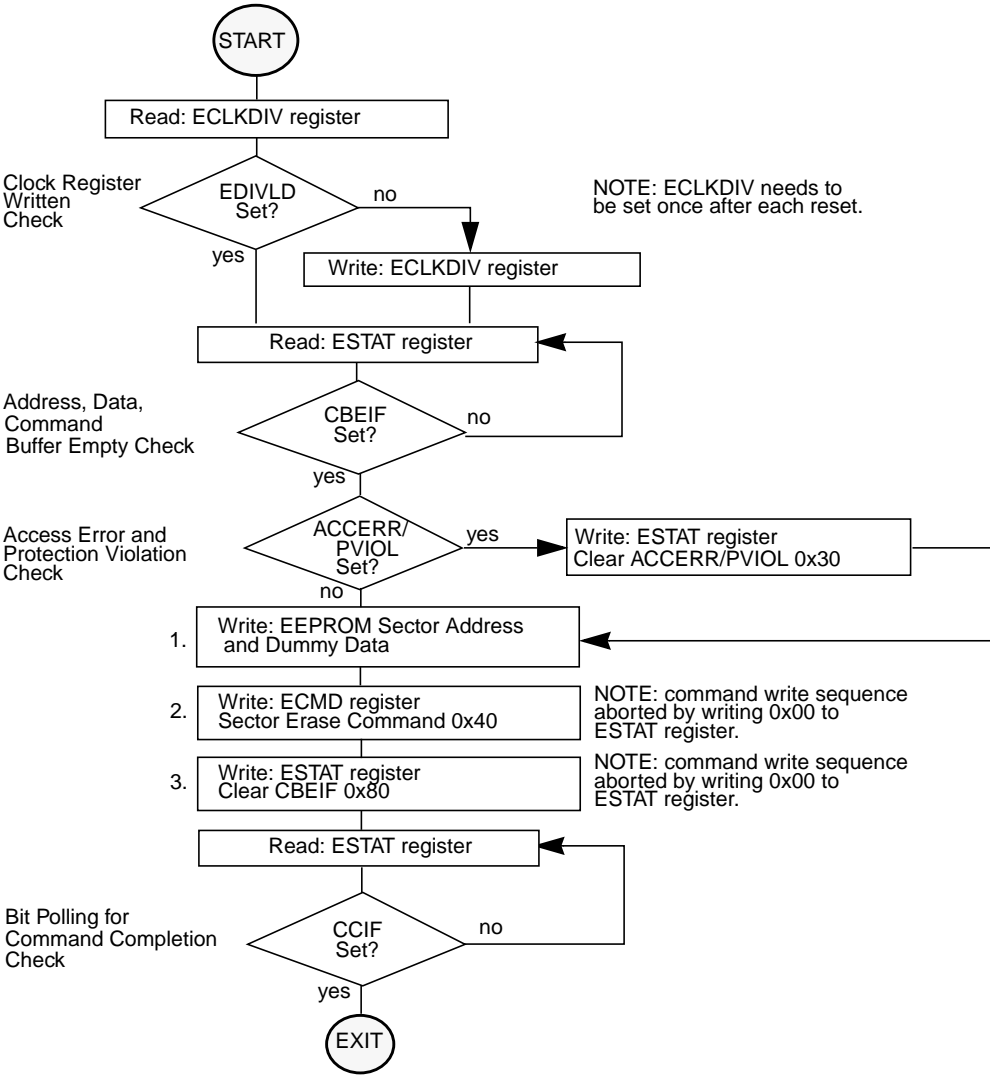 START
Read: ECLKDIV register
Clock Register
Written
Check
EDIVLD
Set?
no
NOTE: ECLKDIV needs to
be set once after each reset.
yes
Write: ECLKDIV register
Read: ESTAT register
Address, Data,
Command
Buffer Empty Check
CBEIF
Set?
no
yes
Access Error and
Protection Violation
Check
ACCERR/
PVIOL
Set?
yes
Write: ESTAT register
Clear ACCERR/PVIOL 0x30
no
1.
Write: EEPROM Sector Address
and Dummy Data
2.
Write: ECMD register
Sector Erase Command 0x40
NOTE: command write sequence
aborted by writing 0x00 to
ESTAT register.
3.
Write: ESTAT register
Clear CBEIF 0x80
NOTE: command write sequence
aborted by writing 0x00 to
ESTAT register.
Read: ESTAT register
Bit Polling for
Command Completion
Check
CCIF
Set?
no
yes
EXIT